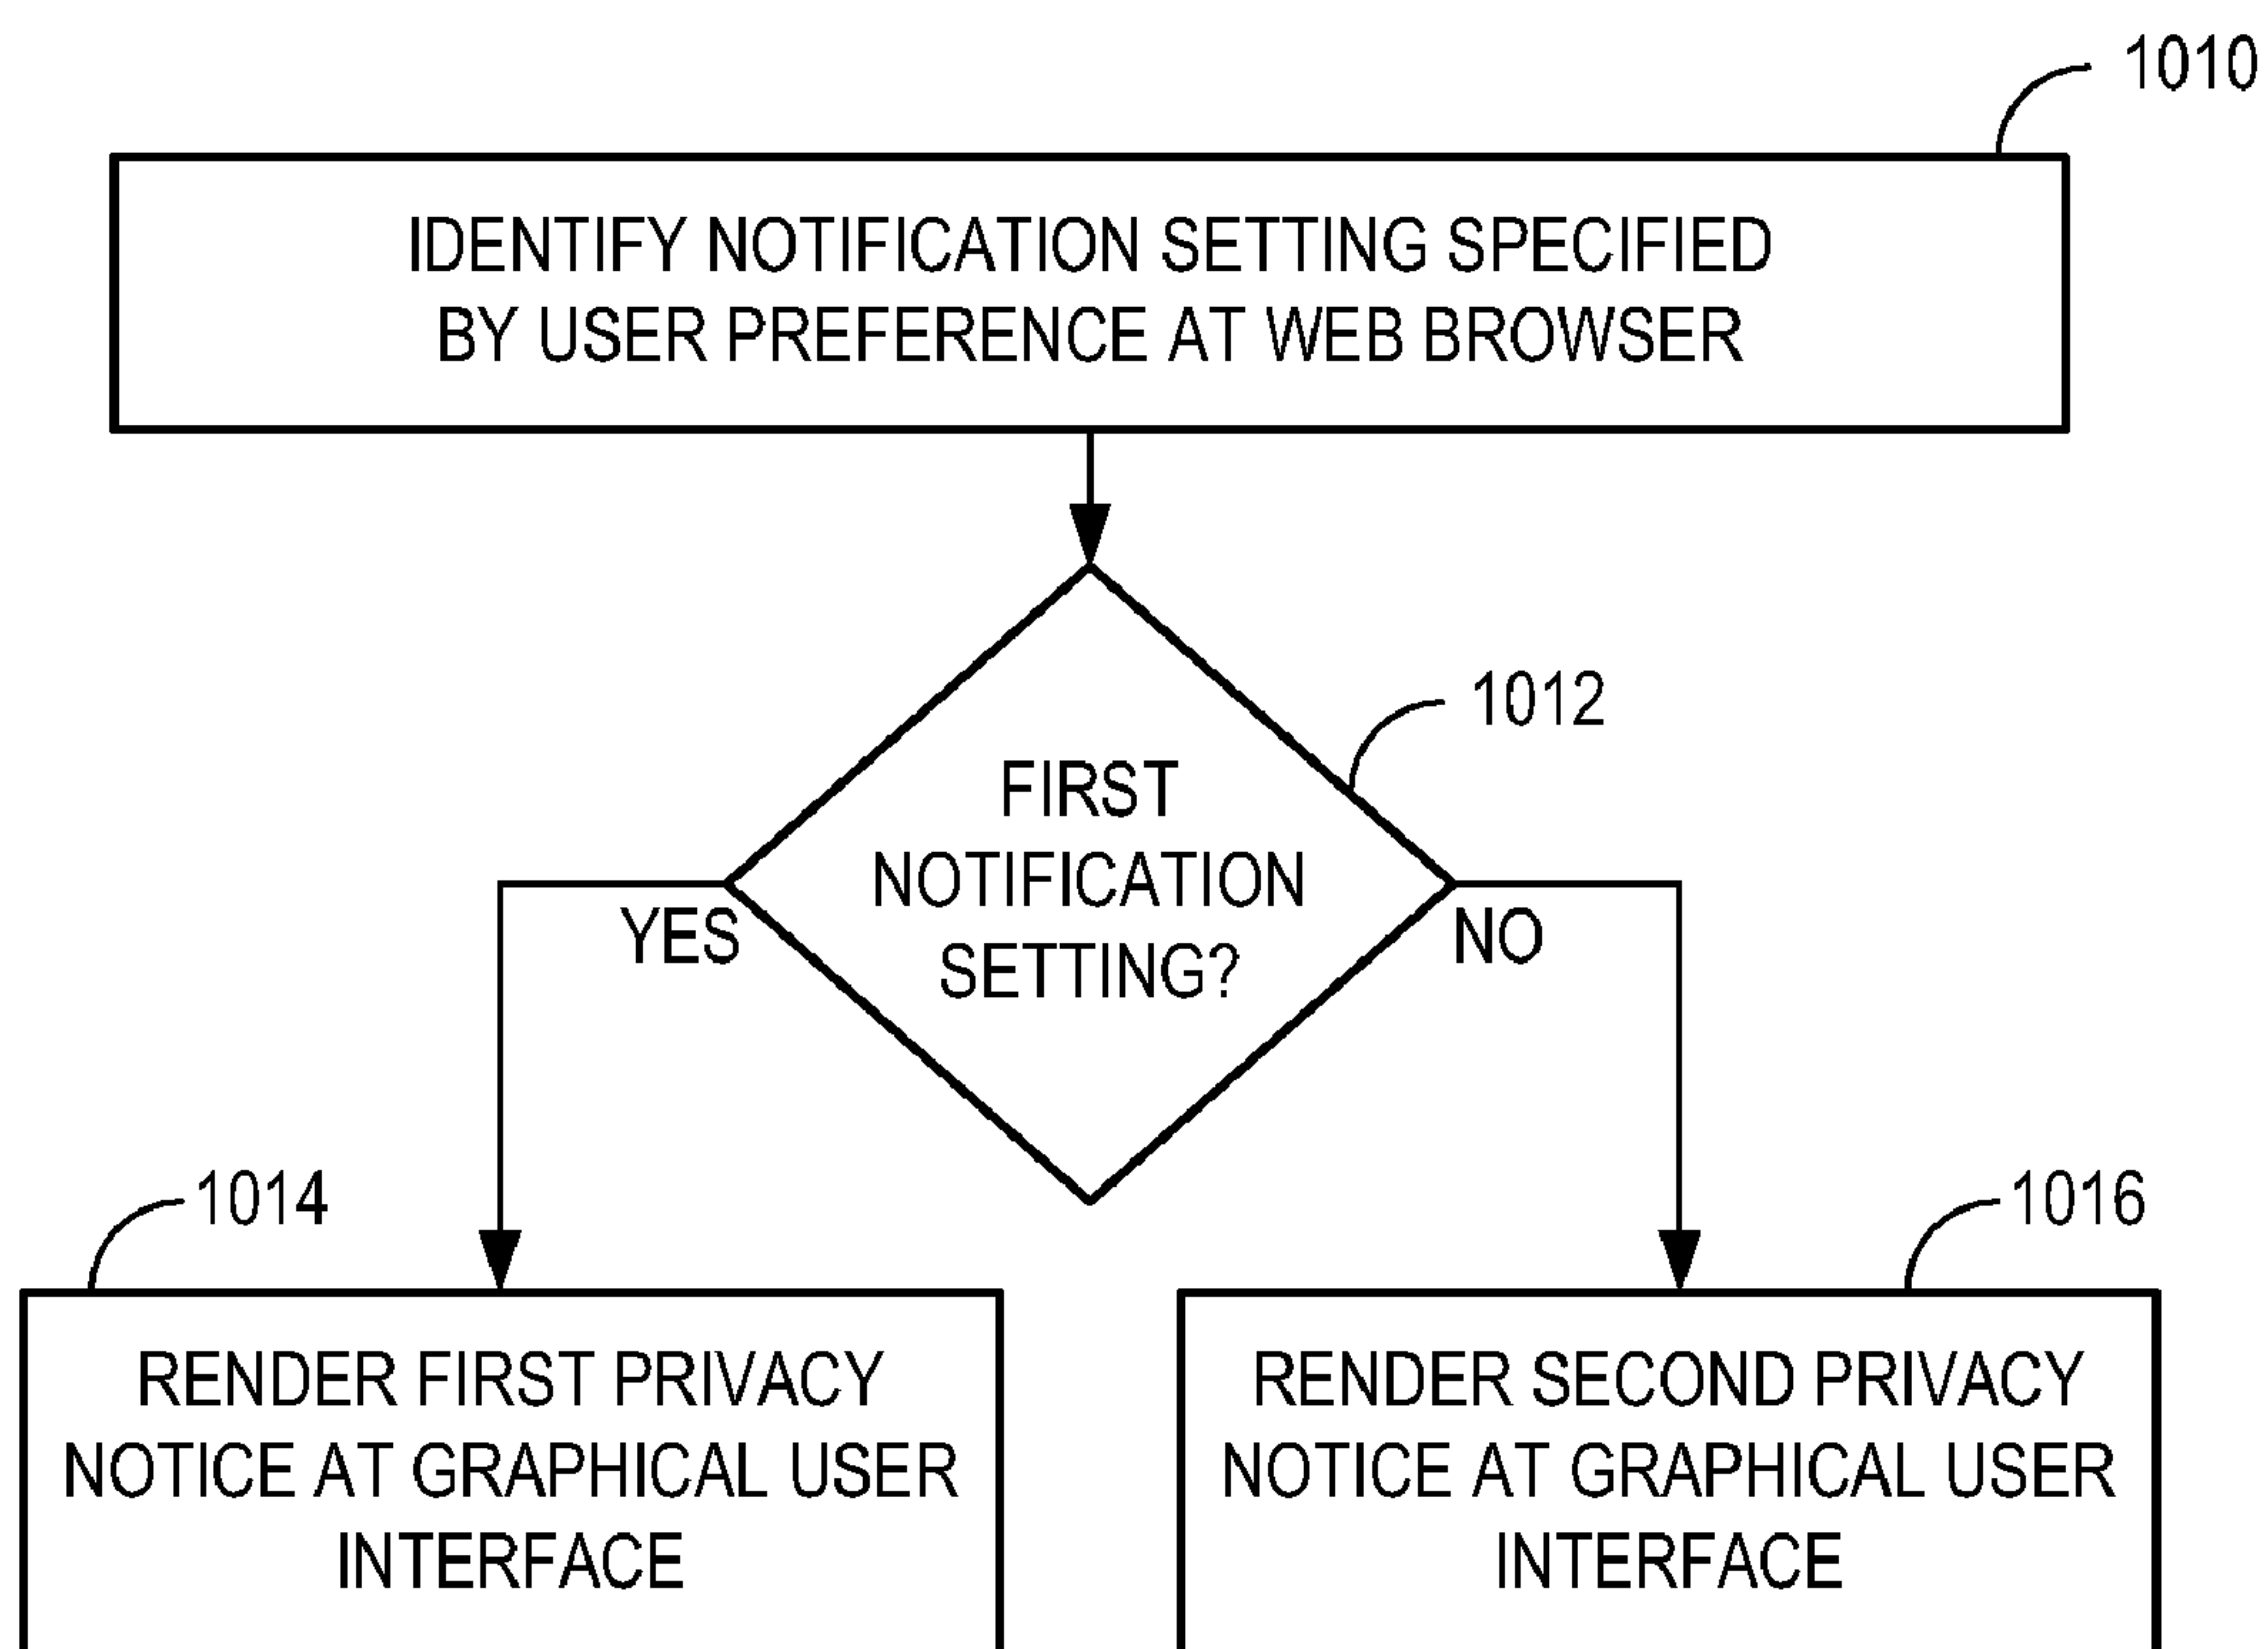 1010
IDENTIFY NOTIFICATION SETTING SPECIFIED
BY USER PREFERENCE AT WEB BROWSER
1012
FIRST
NOTIFICATION
SETTING?
YES
NO
1014
RENDER FIRST PRIVACY
NOTICE AT GRAPHICAL USER
INTERFACE
1016
RENDER SECOND PRIVACY
NOTICE AT GRAPHICAL USER
INTERFACE